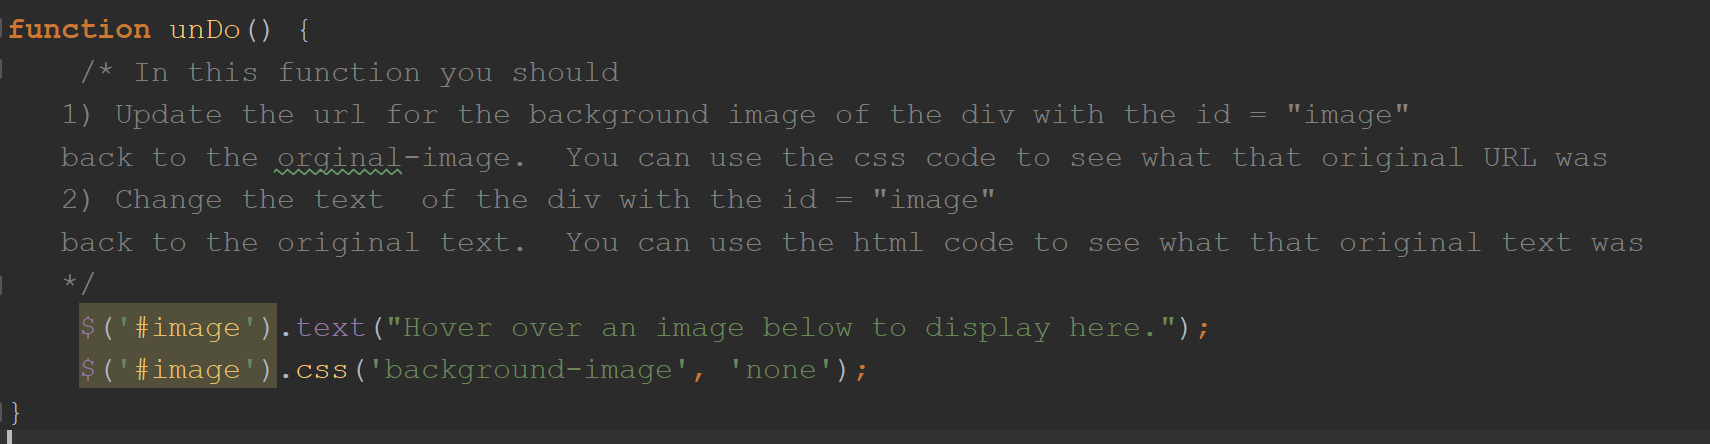 function unDo() {
/* In this function you should
1) Update the url for the background image of the div with the id = "image"
back to the orginal-image.  You can use the css code to see what that original URL was
2) Change the text  of the div with the id = "image"
back to the original text.  You can use the html code to see what that original text was
*/
$('#image').text("Hover over an image below to display here.");
$('#image').css('background-image', 'none');
}